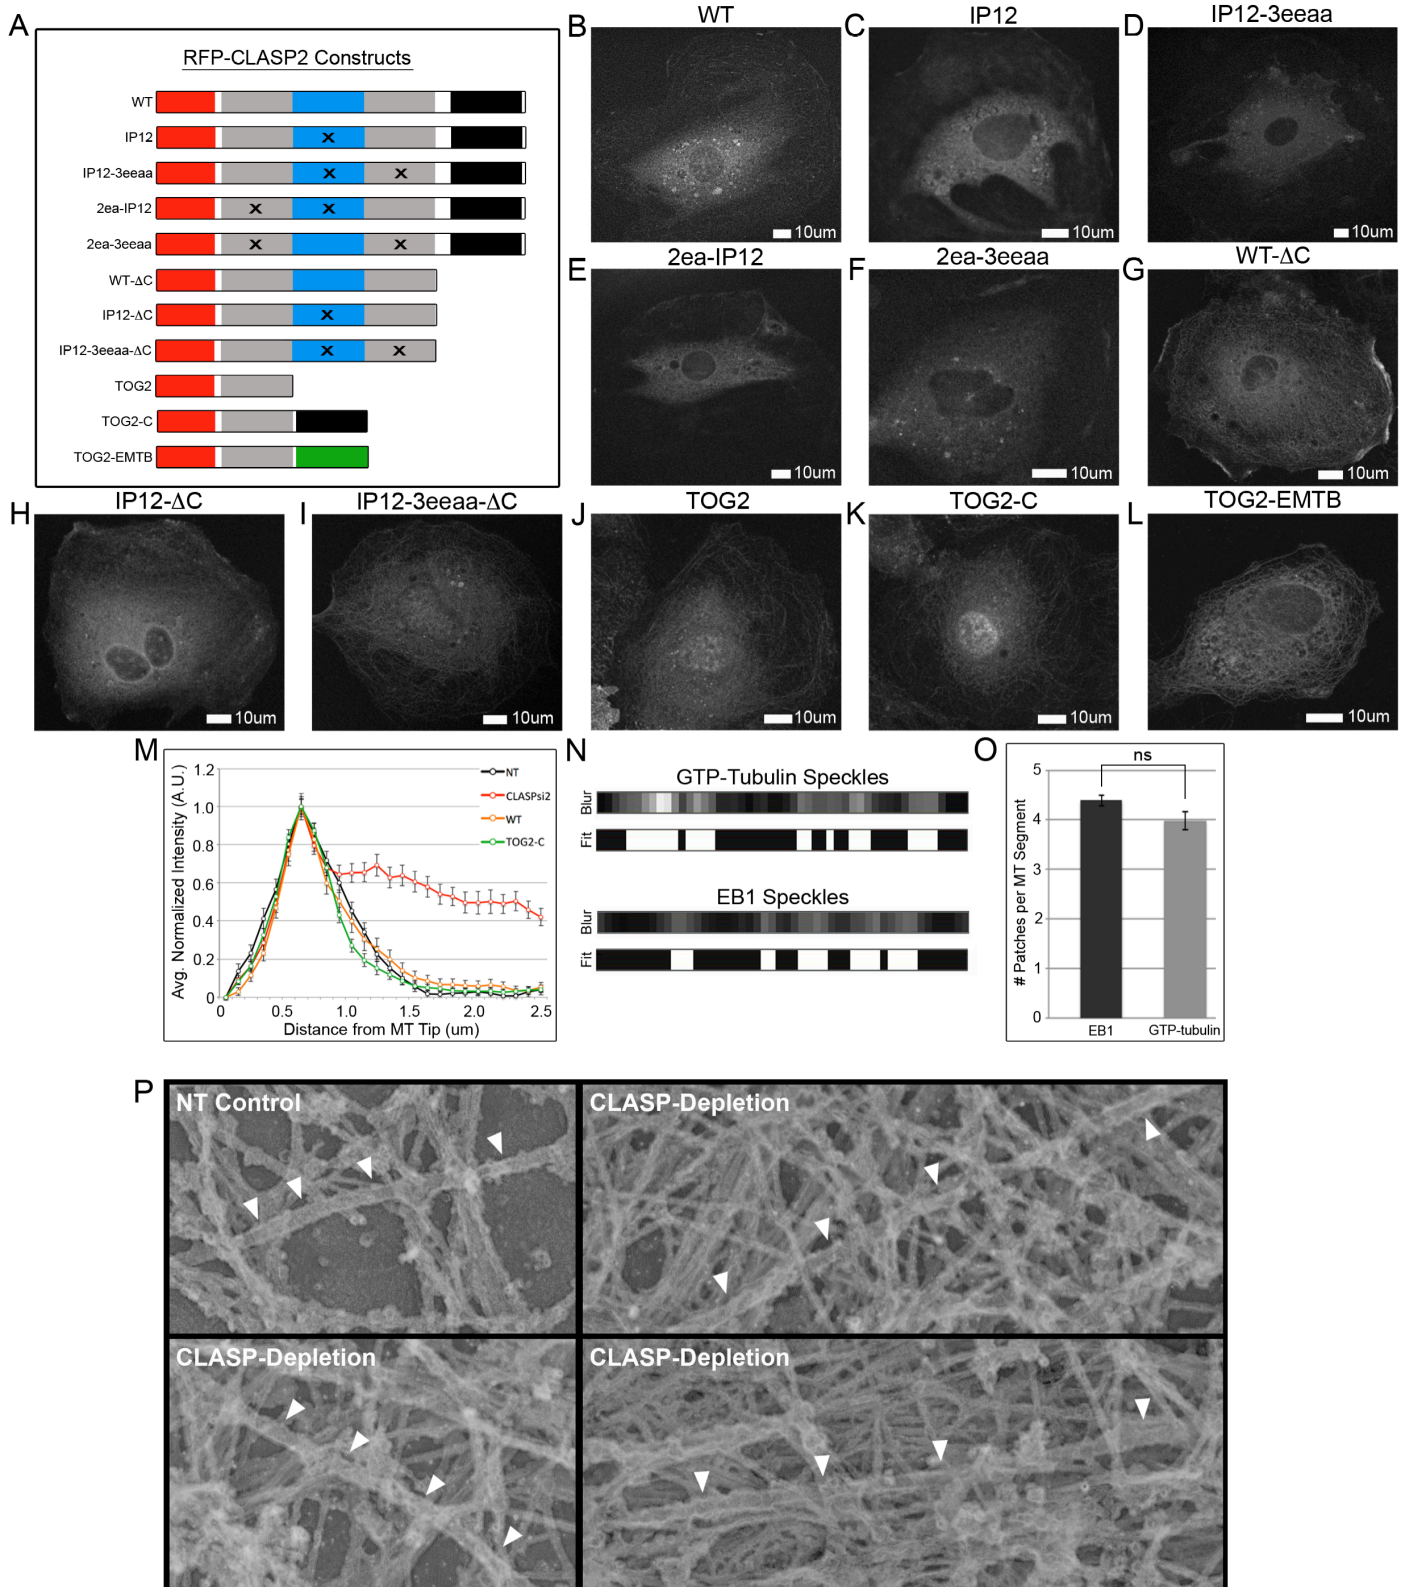 A
RFP-CLASP2 Constructs
WT
IP12
IP12-3eeaa
2ea-IP12
2ea-3eeaa
WT-ΔC
IP12-ΔC
IP12-3eeaa-ΔC
TOG2
TOG2-C
TOG2-EMTB
B
WT
10um
C
IP12
10um
D
IP12-3eeaa
10um
E
2ea-IP12
10um
F
2ea-3eeaa
10um
G
WT-ΔC
10um
H
IP12-ΔC
10um
I
IP12-3eeaa-ΔC
10um
J
TOG2
10um
K
TOG2-C
10um
L
TOG2-EMTB
10um
M
Avg. Normalized Intensity (A.U.)
1.2
1.0
0.8
0.6
0.4
0.2
0
0 0.5 1.0 1.5 2.0 2.5
Distance from MT Tip (um)
NT
CLASPsi2
WT
TOG2-C
N
GTP-Tubulin Speckles
Blur
Fit
EB1 Speckles
Blur
Fit
O
# Patches per MT Segment
5
4
3
2
1
0
ns
EB1 GTP-tubulin
P
NT Control
CLASP-Depletion
CLASP-Depletion
CLASP-Depletion